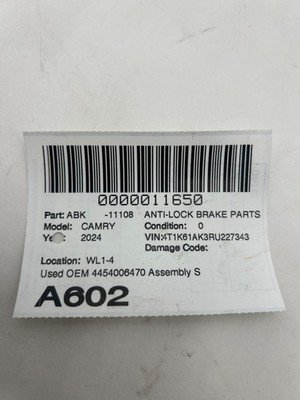 0000011650
Part: ABK -11108 ANTI-LOCK BRAKE PARTS
Model: CAMRY Condition: 0
2024 VIN:4T1K61AK3RU227343
Damage Code:
Location: WL1-4
Used OEM 4454006470 Assembly S
A602